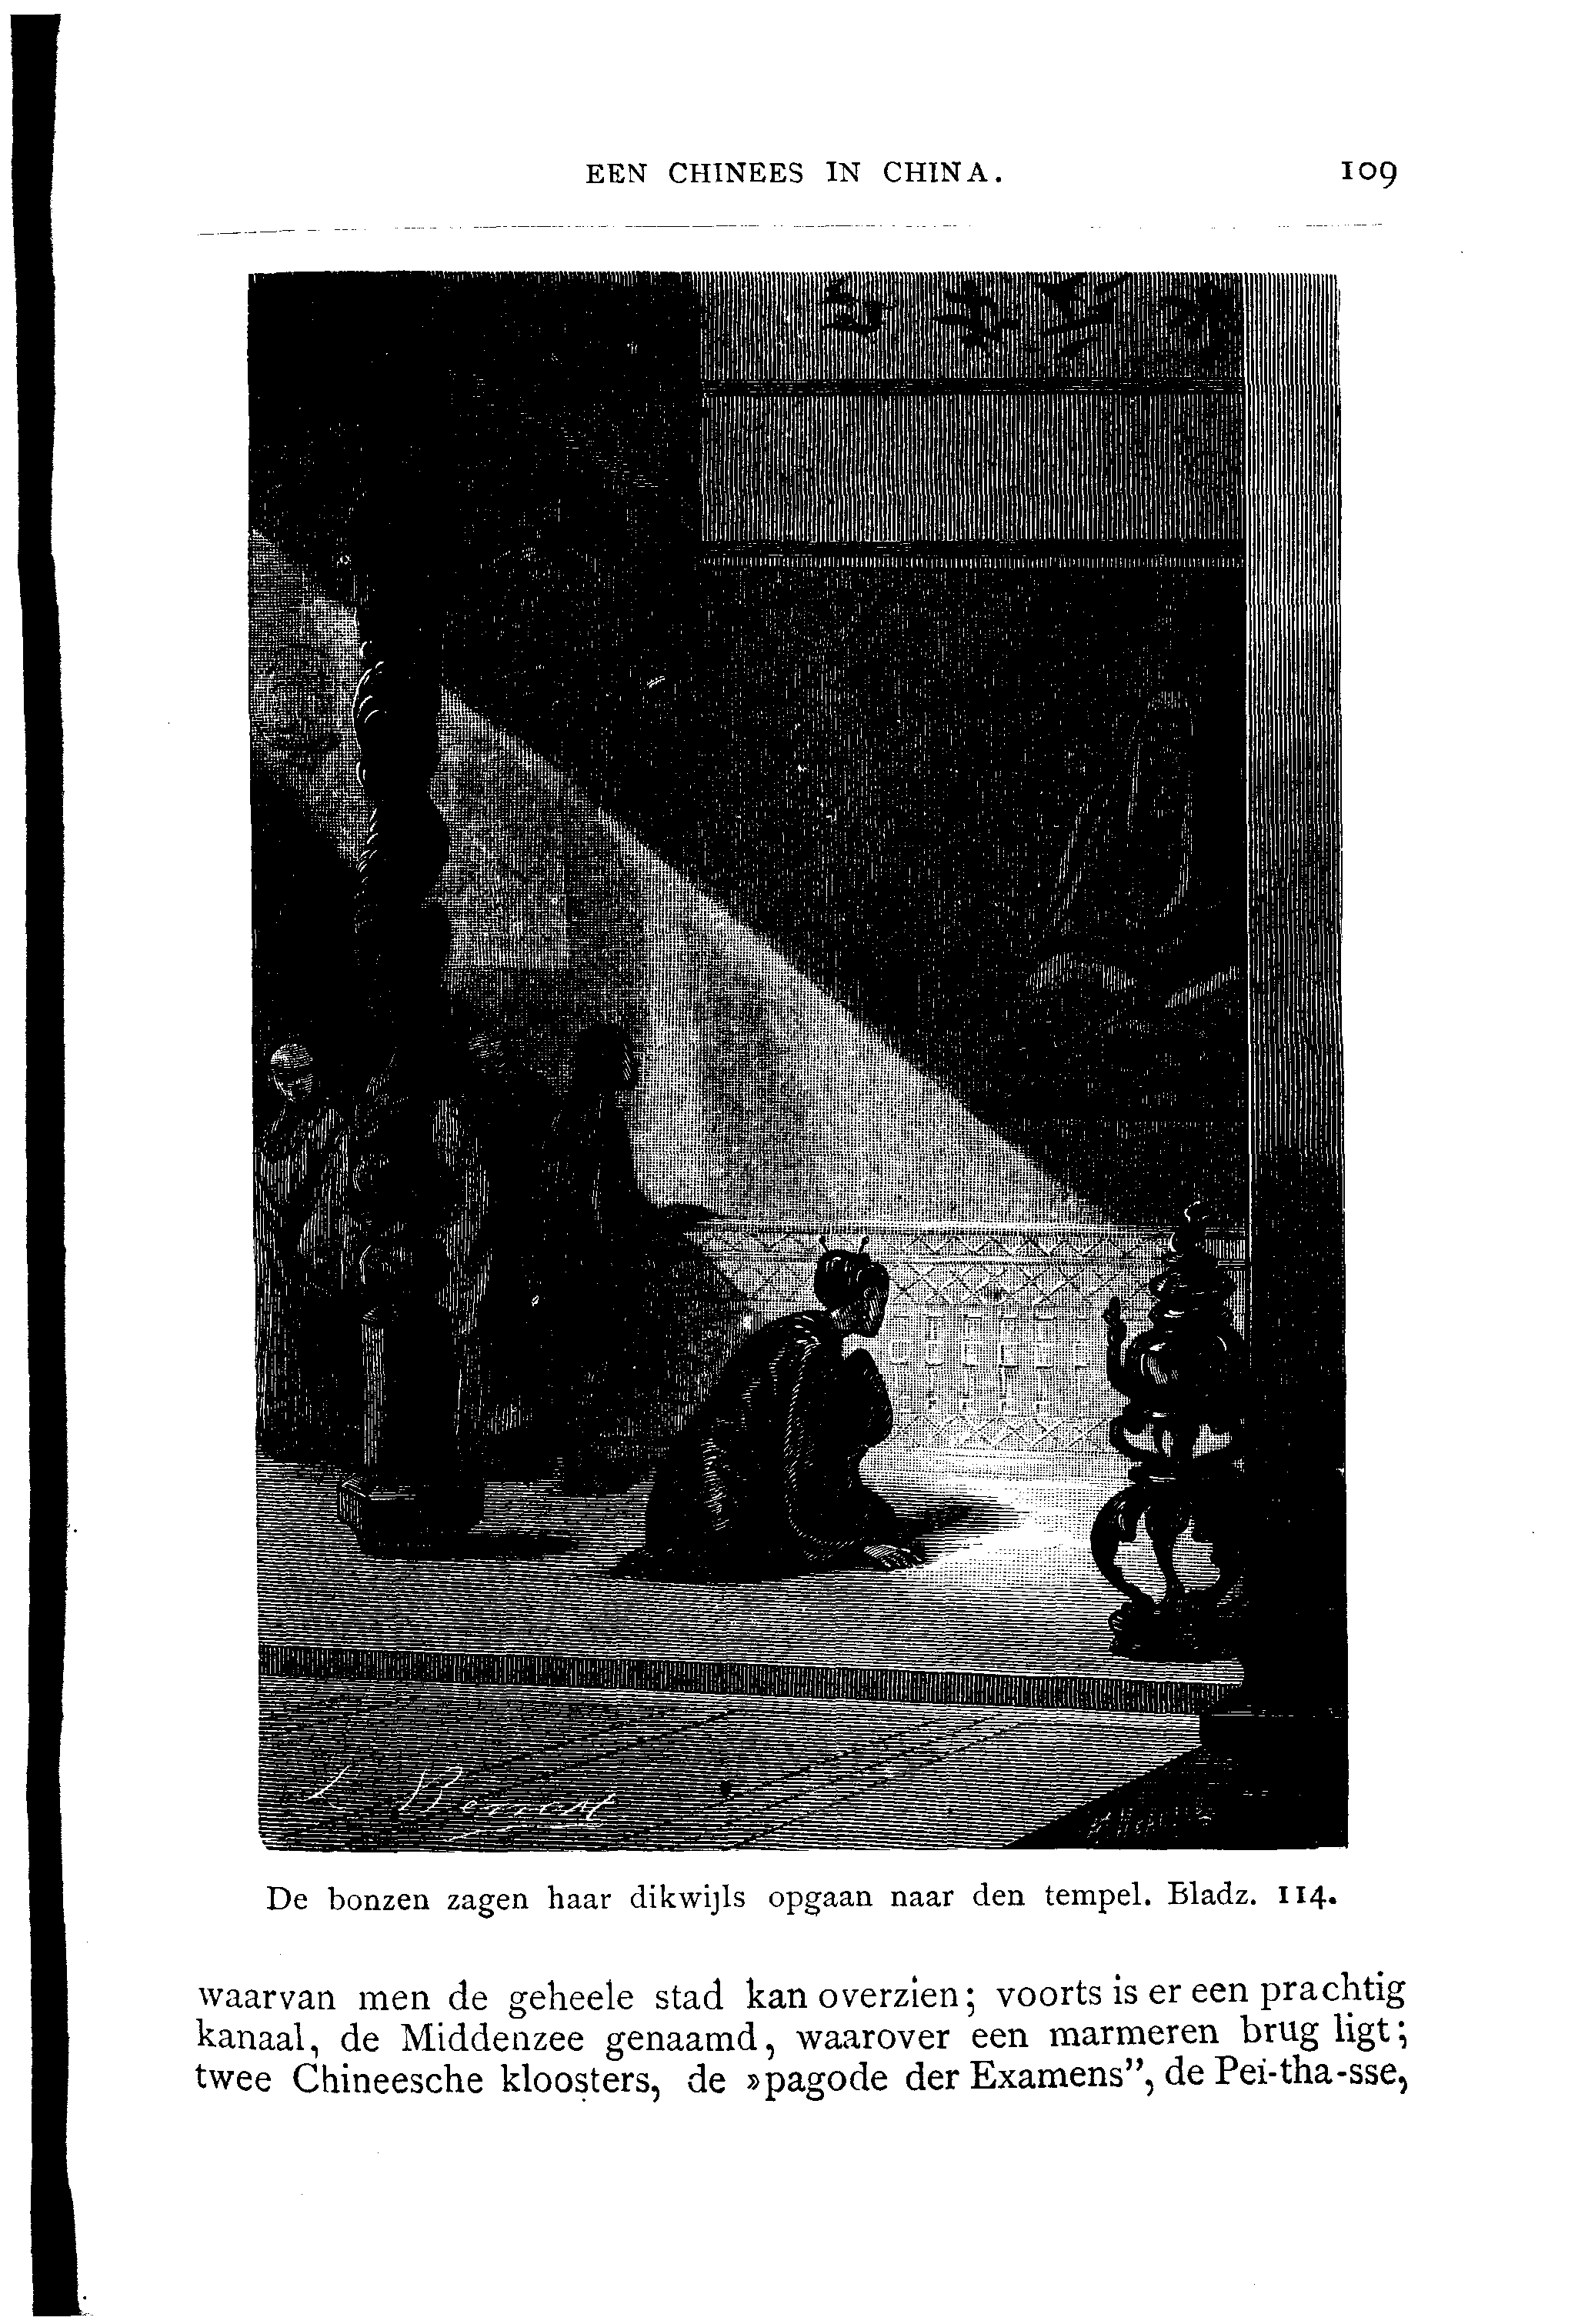 EEN CHINEES IN CHINA. 109
L. Benett
De bonzen zagen haar dikwijls opgaan naar den tempel. Bladz. 114.
waarvan men de geheele stad kan overzien; voorts is er een prachtig
kanaal, de Middenzee genaamd, waarover een marmeren brug ligt;
twee Chineesche kloosters, de »pagode der Examens”, de Pei-tha-sse,